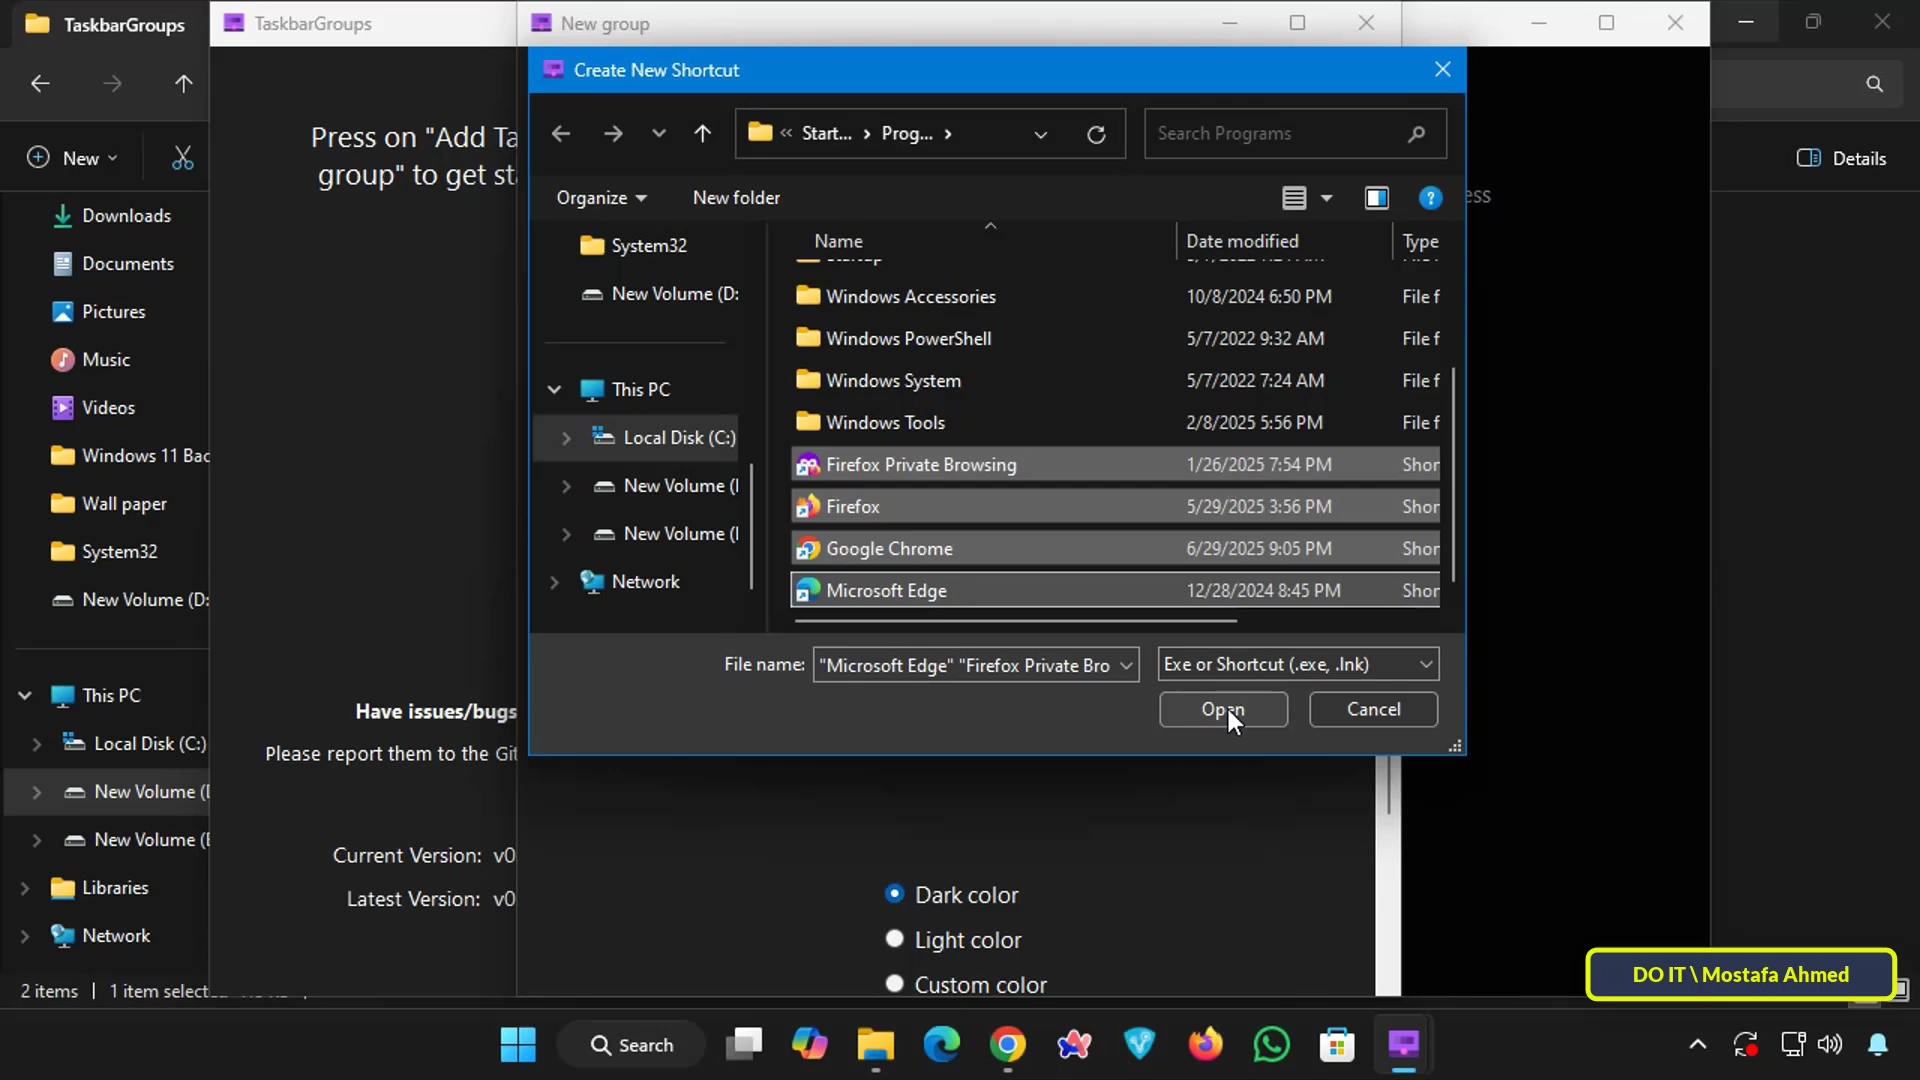 TaskbarGroups
TaskbarGroups
New group
New
Details
Downloads
Documents
Pictures
Music
Videos
Windows 11 Bac
Wall paper
System32
New Volume (D:
This PC
Local Disk (C:)
New Volume (
New Volume (E
Libraries
Network
2 items
1 item selecte
Press on "Add Ta
group" to get sta
Have issues/bugs
Please report them to the Git
Current Version: v0
Latest Version: v0
ess
Create New Shortcut
Start...
Prog...
Search Programs
Organize
New folder
System32
New Volume (D:
This PC
Local Disk (C:)
New Volume (
New Volume (
Network
Name
Date modified
Type
Windows Accessories 10/8/2024 6:50 PM File f
Windows PowerShell 5/7/2022 9:32 AM File f
Windows System 5/7/2022 7:24 AM File f
Windows Tools 2/8/2025 5:56 PM File f
Firefox Private Browsing 1/26/2025 7:54 PM Shor
Firefox 5/29/2025 3:56 PM Shor
Google Chrome 6/29/2025 9:05 PM Shor
Microsoft Edge 12/28/2024 8:45 PM Shor
File name: "Microsoft Edge" "Firefox Private Bro
Exe or Shortcut (.exe, .lnk)
Open
Cancel
Dark color
Light color
Custom color
DO IT \ Mostafa Ahmed
Search